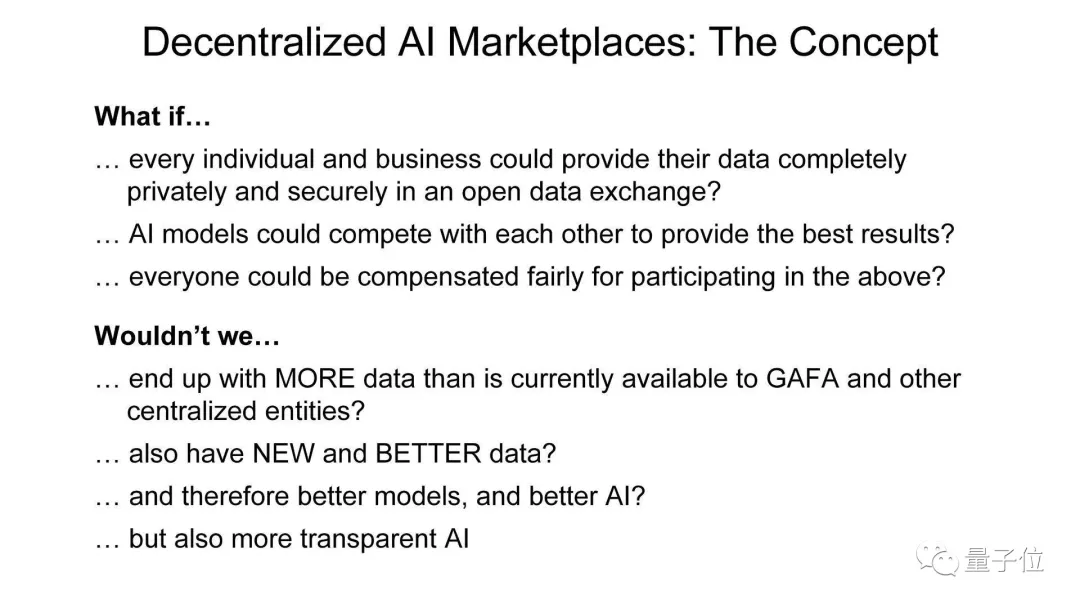 Decentralized AI Marketplaces: The Concept
What if…
… every individual and business could provide their data completely
privately and securely in an open data exchange?
… AI models could compete with each other to provide the best results?
… everyone could be compensated fairly for participating in the above?
Wouldn’t we…
… end up with MORE data than is currently available to GAFA and other
centralized entities?
… also have NEW and BETTER data?
… and therefore better models, and better AI?
… but also more transparent AI
量子位